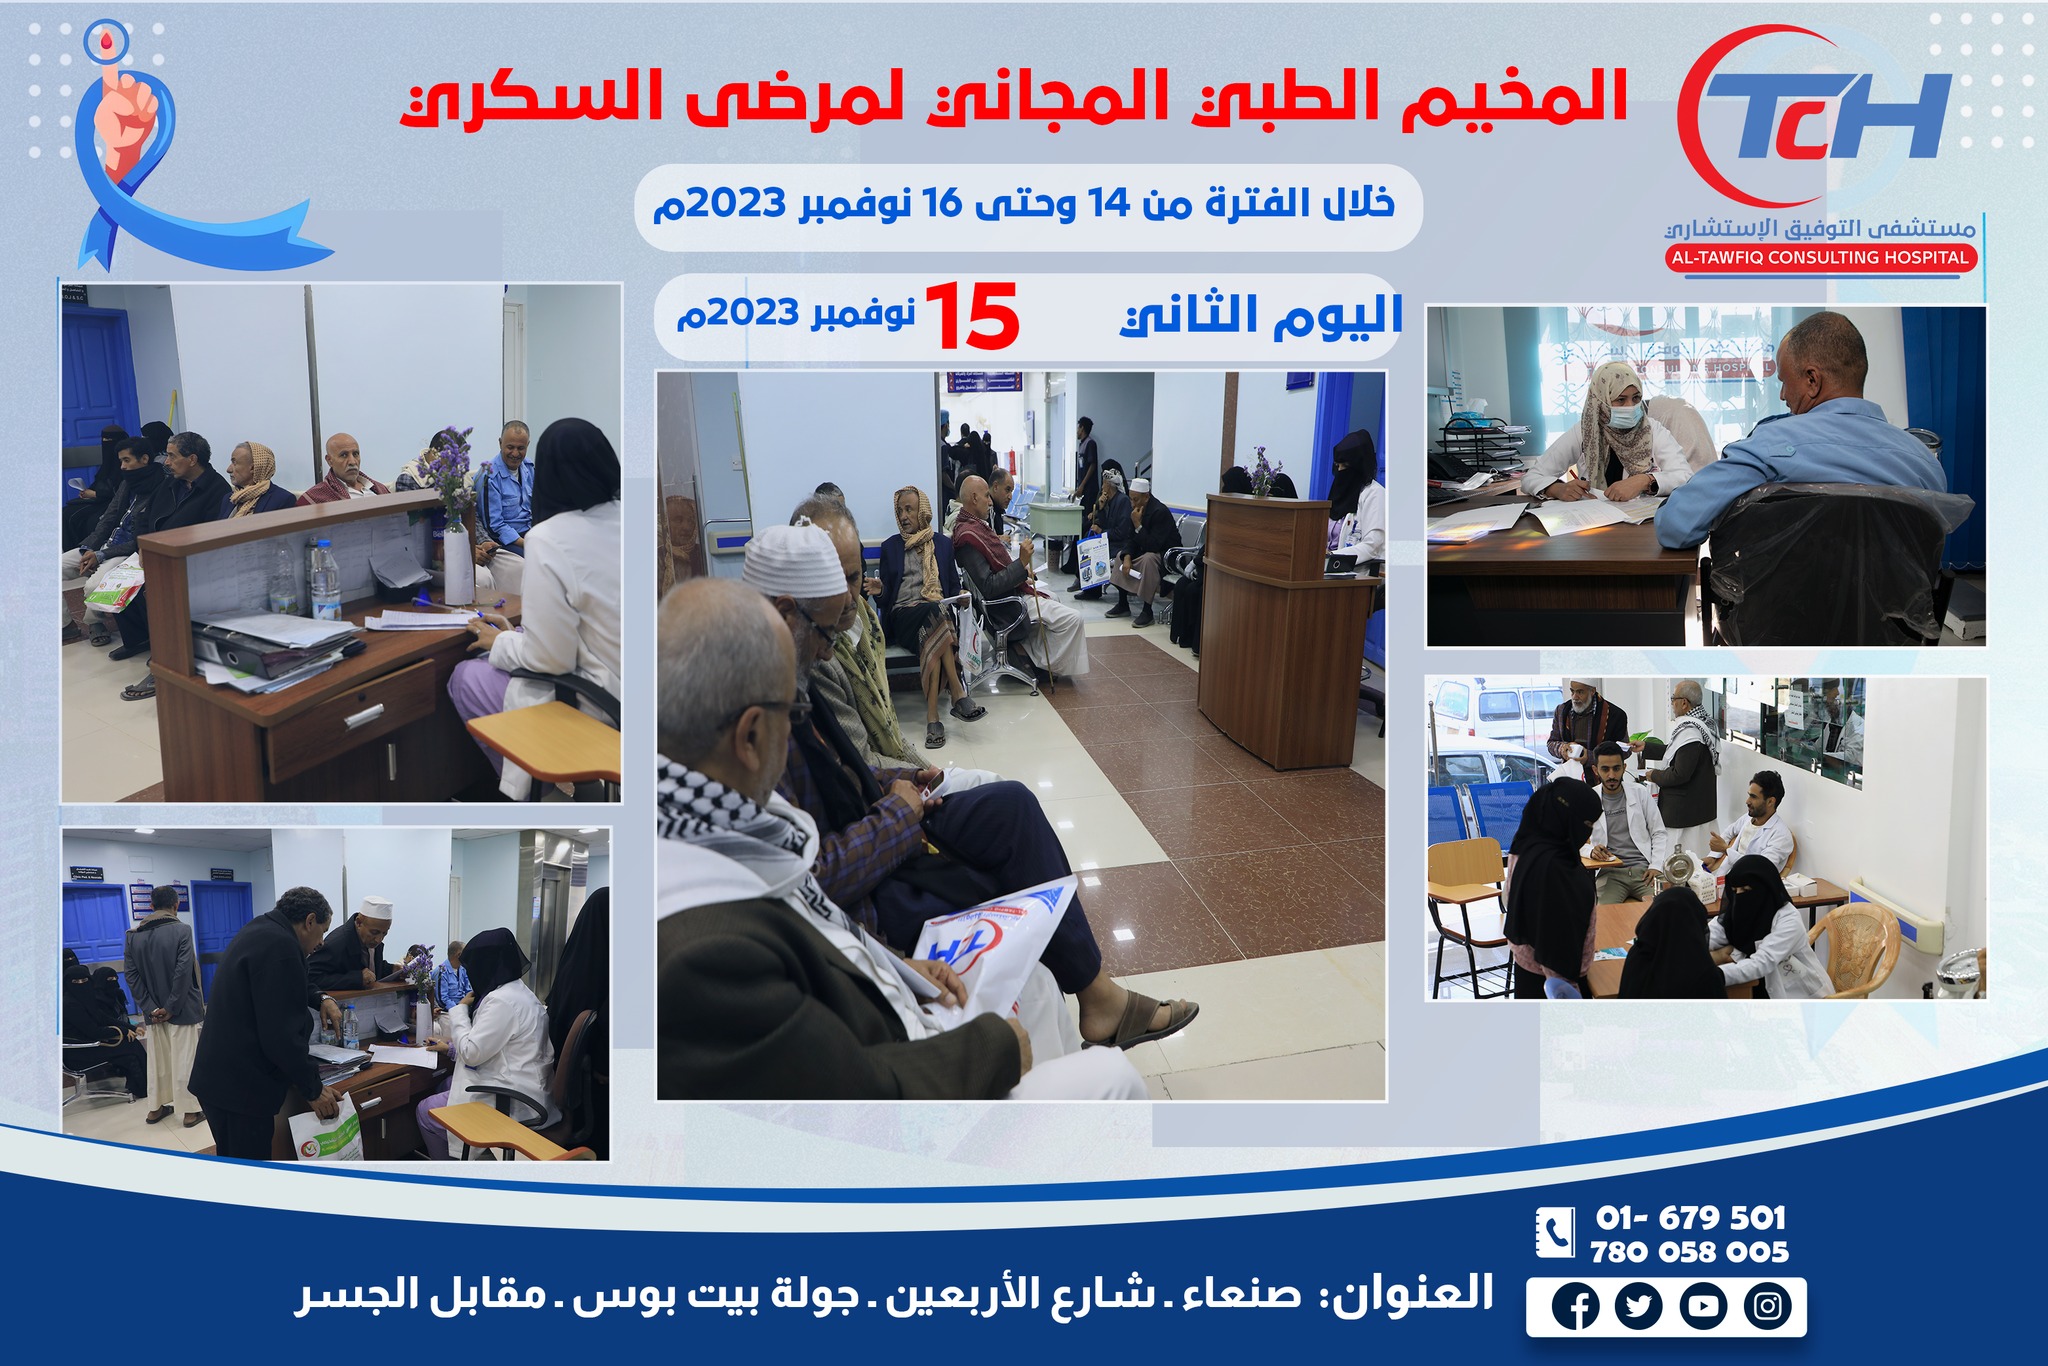 المخيم الطبي المجاني لمرضى السكري
خلال الفترة من 14 وحتى 16 نوفمبر 2023م
اليوم الثاني 15 نوفمبر 2023م
TCH
مستشفى التوفيق الإستشاري
AL-TAWFIQ CONSULTING HOSPITAL
01- 679 501
780 058 005
العنوان: صنعاء . شارع الأربعين . جولة بيت بوس . مقابل الجسر